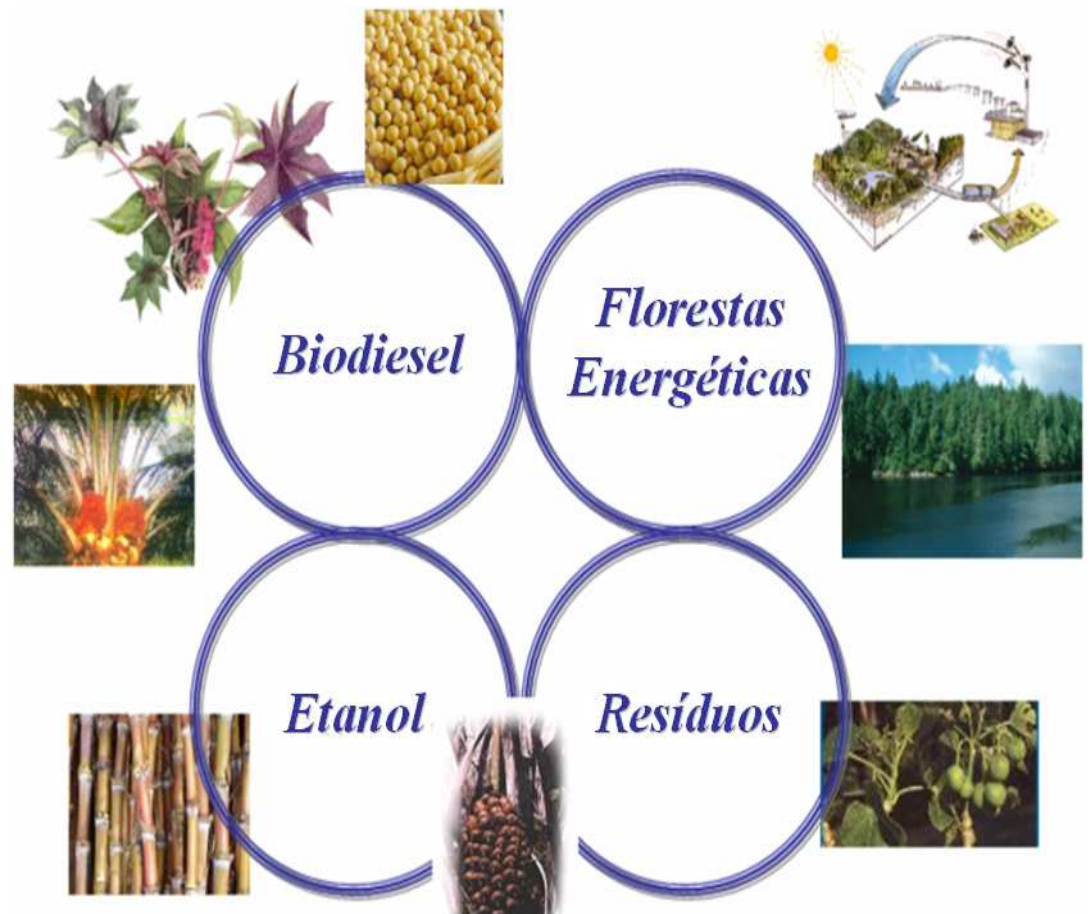 Biodiesel
Florestas
Energéticas
Etanol
Resíduos